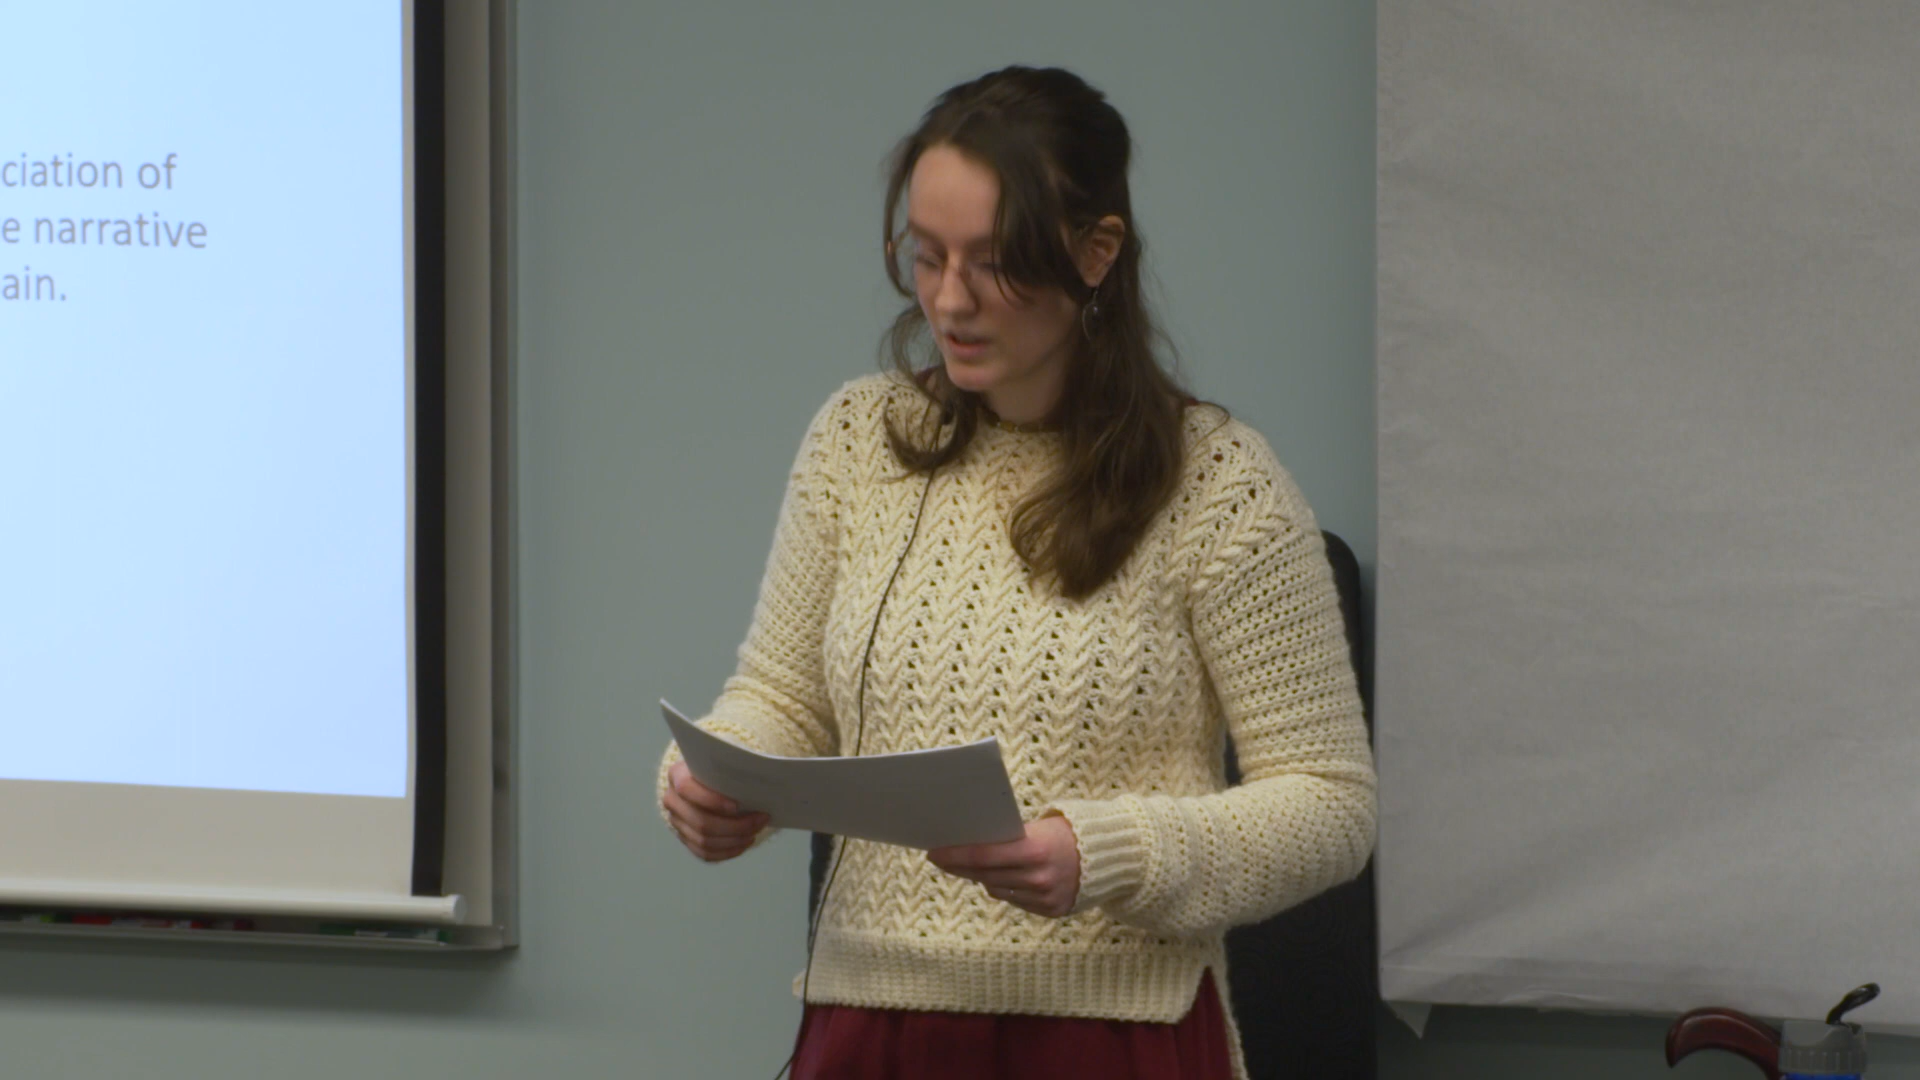 ciation of
e narrative
ain.